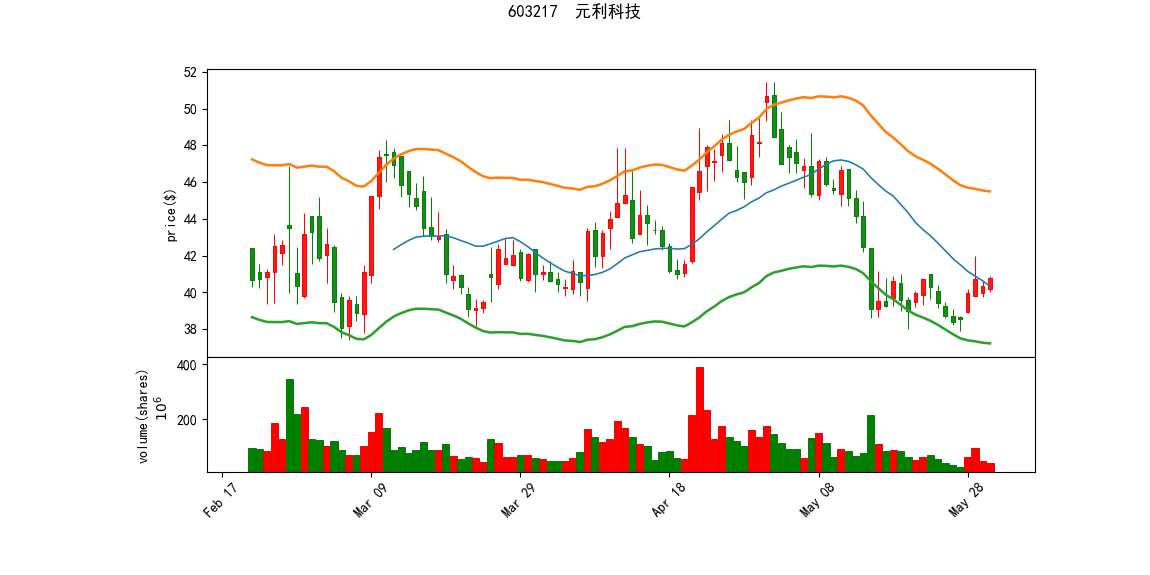 603217 元利科技
price($)
52
50
48
46
44
42
40
38
volume(shares)
10^6
400
200
Feb 17
Mar 09
Mar 29
Apr 18
May 08
May 28